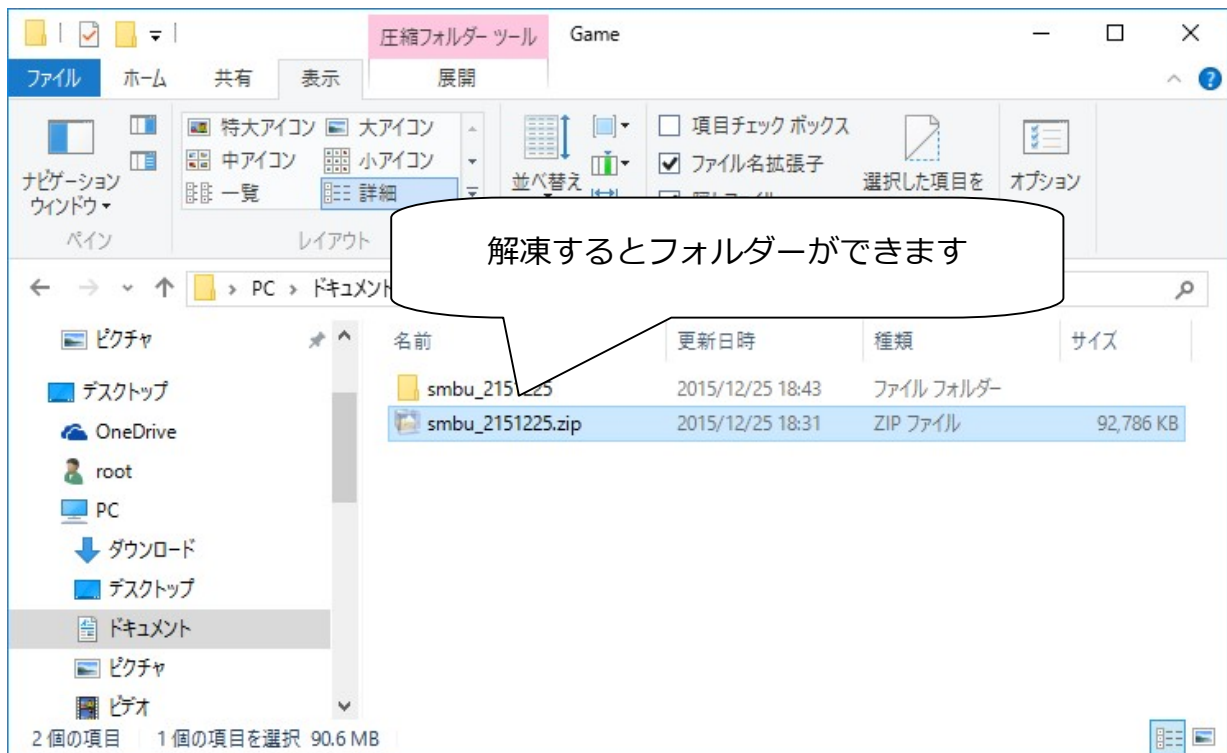 圧縮フォルダー ツール Game
ファイル ホーム 共有 表示 展開
特大アイコン 大アイコン
中アイコン 小アイコン
一覧 詳細
ナビゲーション
ウィンドウ
ペイン
レイアウト
並べ替え
項目チェック ボックス
ファイル名拡張子
選択した項目を
オプション
解凍するとフォルダーができます
PC ドキュメント
名前 更新日時 種類 サイズ
smbu_2151225 2015/12/25 18:43 ファイル フォルダー
smbu_2151225.zip 2015/12/25 18:31 ZIP ファイル 92,786 KB
ピクチャ
デスクトップ
OneDrive
root
PC
ダウンロード
デスクトップ
ドキュメント
ピクチャ
ビデオ
2 個の項目 1 個の項目を選択 90.6 MB